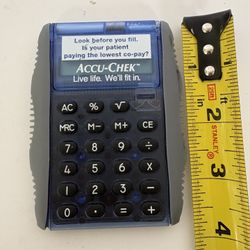 Look before you fill.
Is your patient
paying the lowest co-pay?
ACCU-CHEK
Live life. We'll fit in.
AC % √
MRC M- M+ CE
7 8 9 ÷
4 5 6 X
1 2 3 −
0 . = +
1
2
3
4